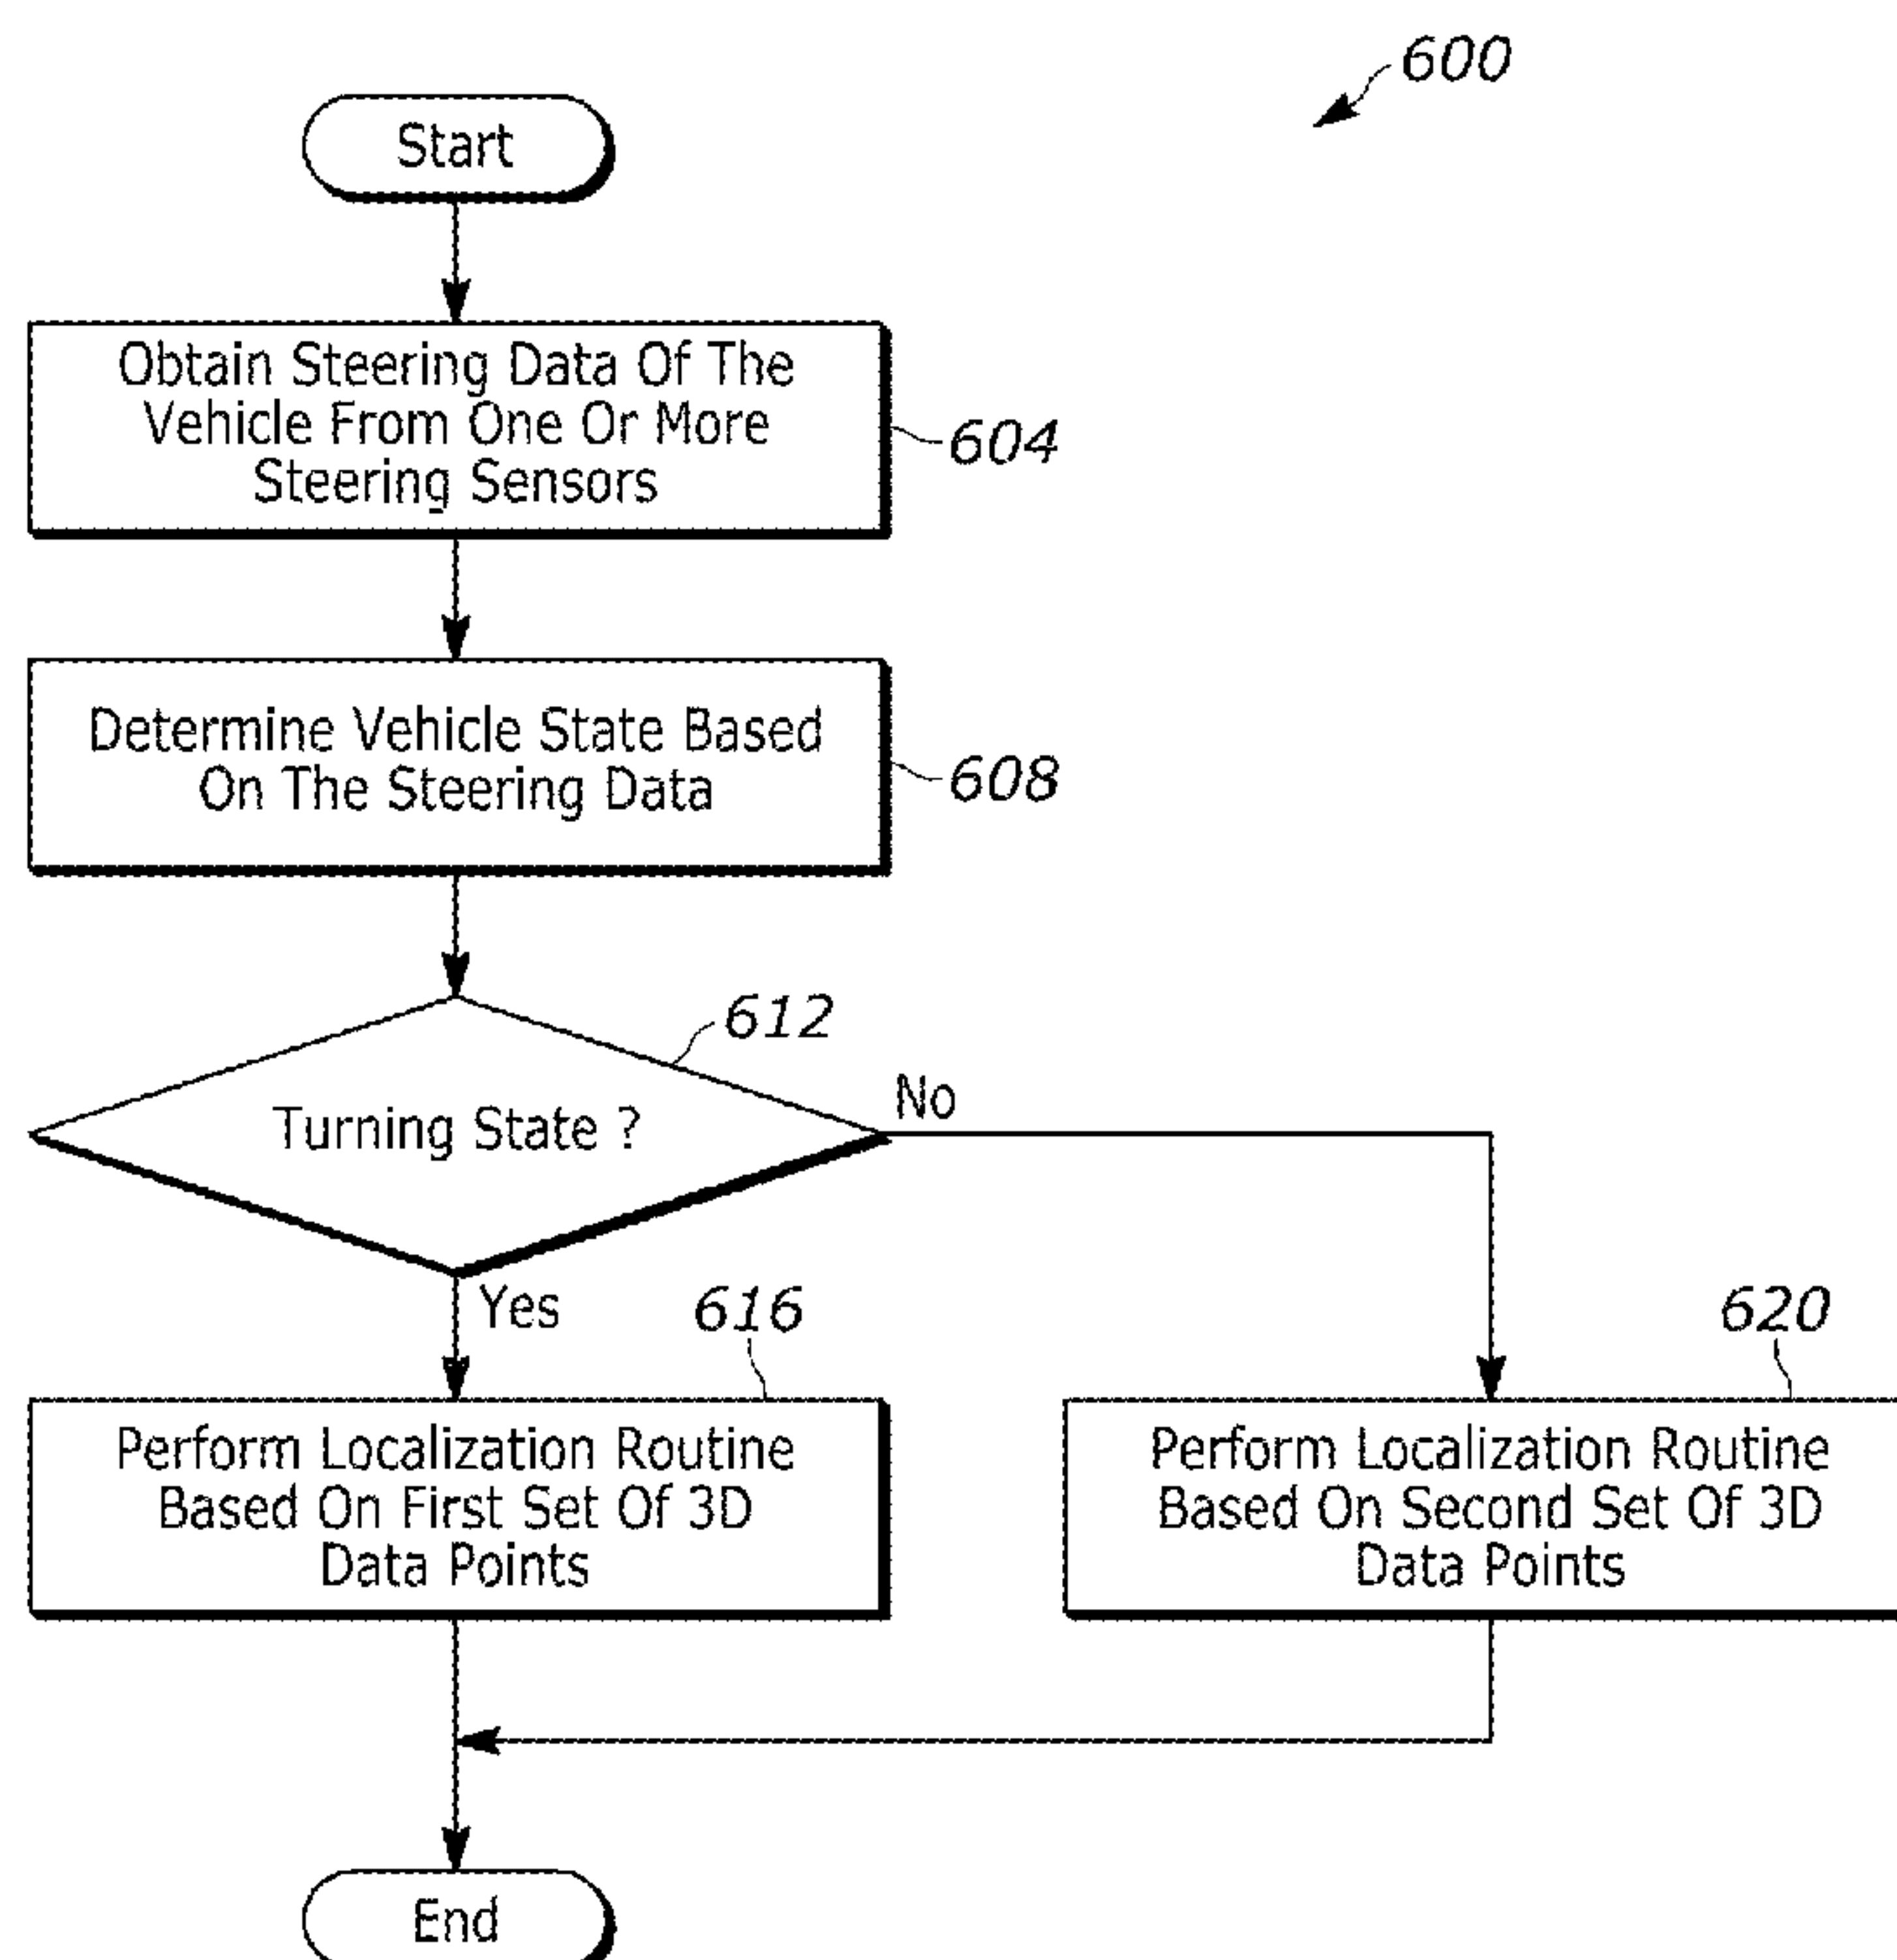 600
Start
Obtain Steering Data Of The
Vehicle From One Or More
Steering Sensors
604
Determine Vehicle State Based
On The Steering Data
608
612
Turning State ?
No
Yes
616
620
Perform Localization Routine
Based On First Set Of 3D
Data Points
Perform Localization Routine
Based On Second Set Of 3D
Data Points
End